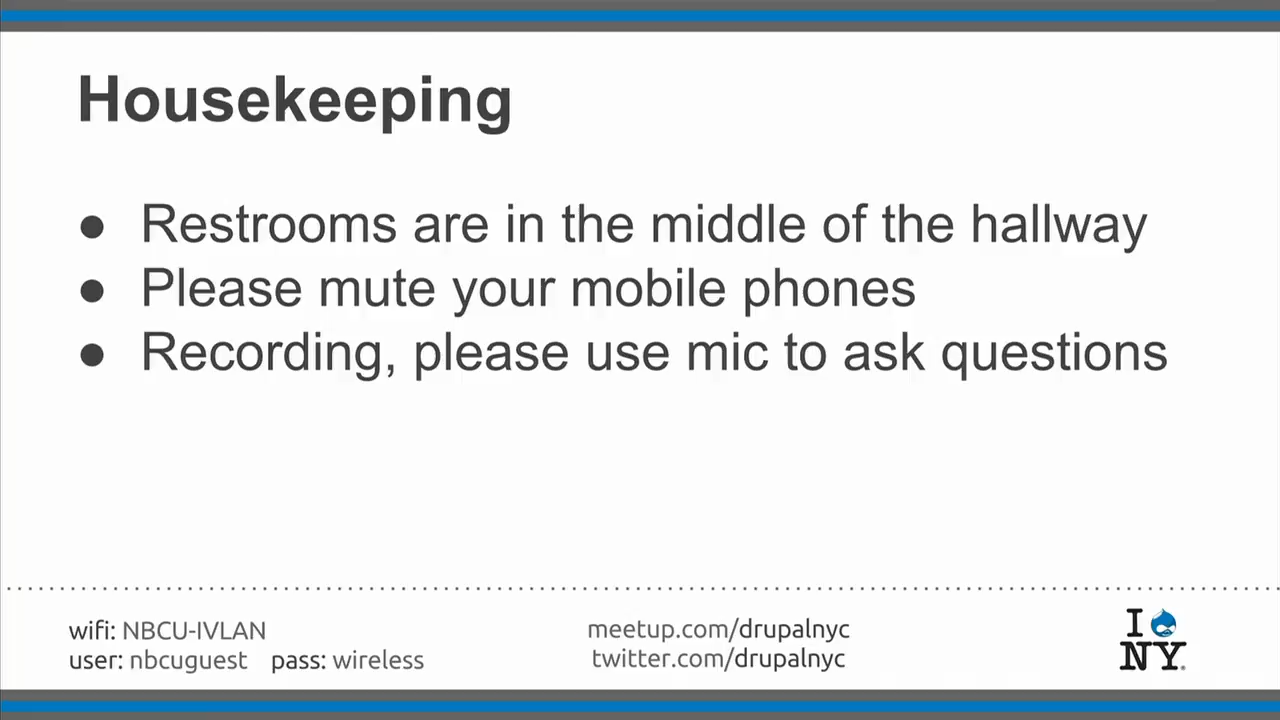 Housekeeping
● Restrooms are in the middle of the hallway
● Please mute your mobile phones
● Recording, please use mic to ask questions
wifi: NBCU-IVLAN
user: nbcuguest pass: wireless
meetup.com/drupalnyc
twitter.com/drupalnyc
I
NY